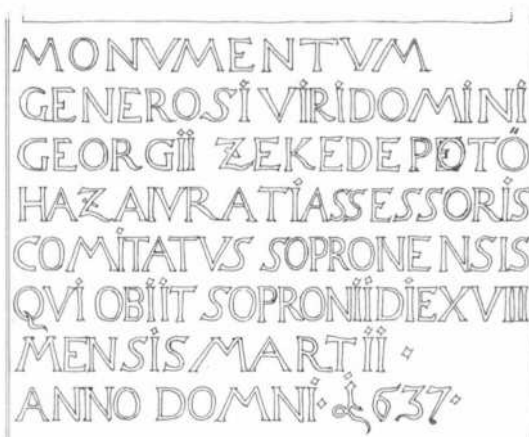 MONVMENTVM
GENEROSI VIRI DOMINI
GEORGII ZEKE DE PETÖ
HAZA IVRATI ASSESSORIS
COMITATVS SOPRONENSIS
QVI OBIIT SOPRONII DIE XVIII
MENSIS MARTII
ANNO DOMNI 1637